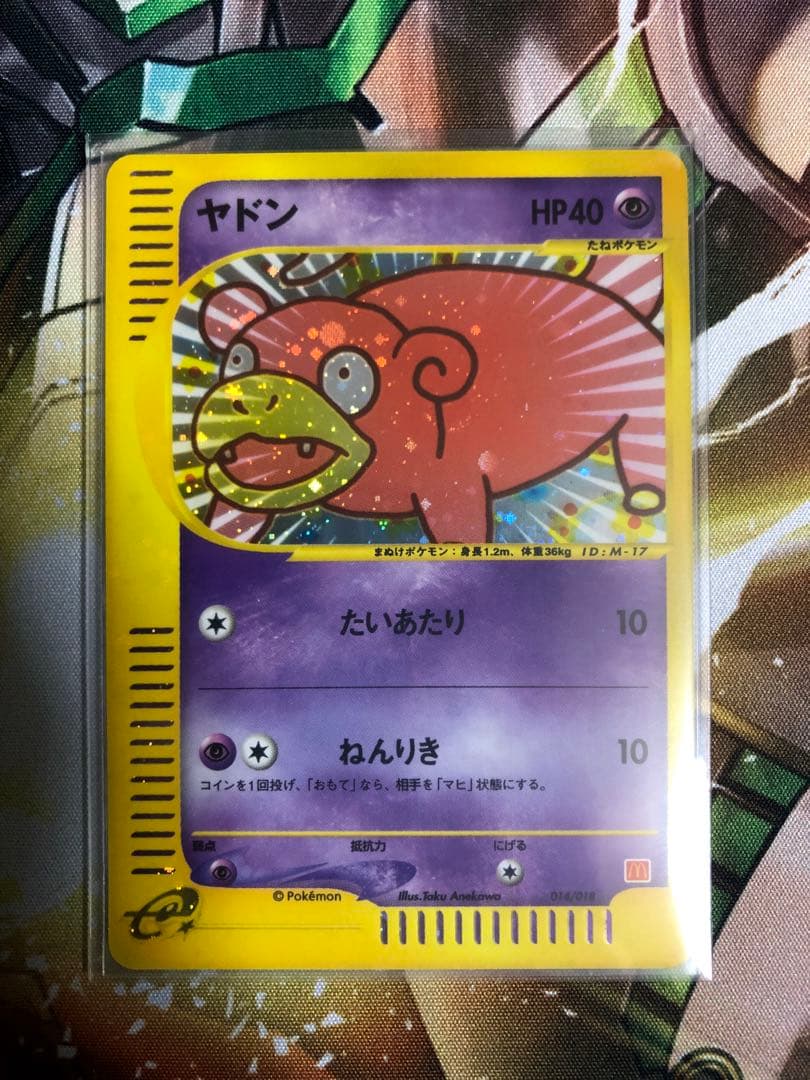 ヤドン HP40
たねポケモン
まぬけポケモン：身長1.2m、体重36kg ID：M-17
たいあたり 10
ねんりき 10
コインを1回投げ、「おもて」なら、相手を「マヒ」状態にする。
弱点 抵抗力 にげる
© Pokémon Illus.Taku Anekawa 016/018